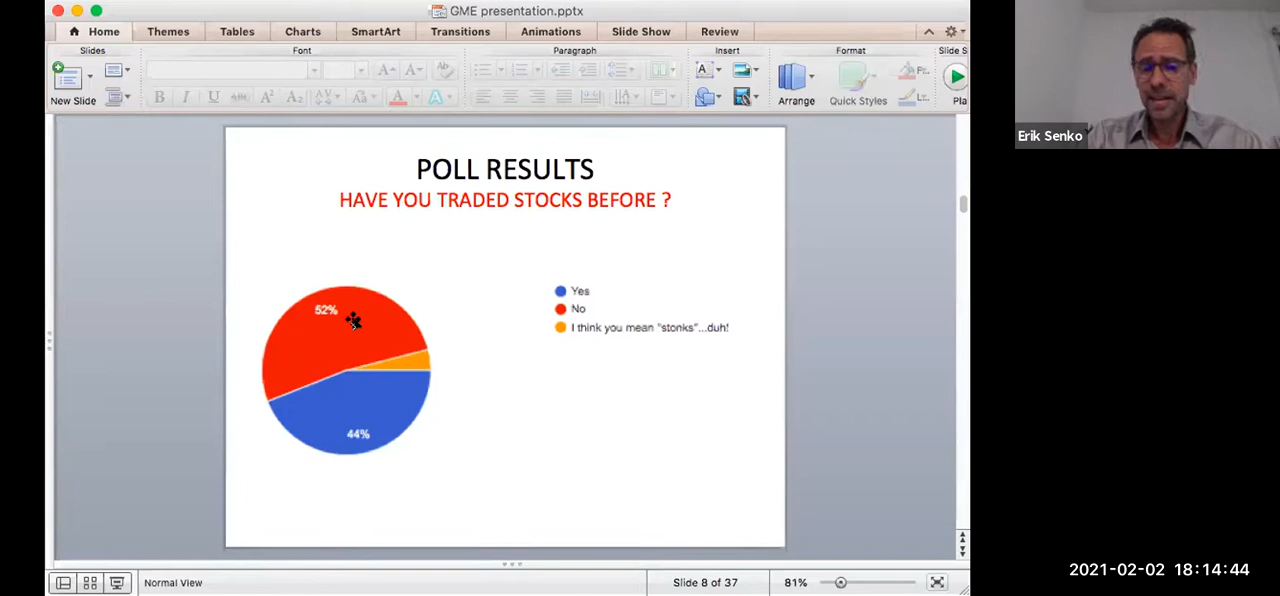 GME presentation.pptx
Home Themes Tables Charts SmartArt Transitions Animations Slide Show Review
Slides Font Paragraph Insert Format Slide S
New Slide Arrange Quick Styles Pla
POLL RESULTS
HAVE YOU TRADED STOCKS BEFORE ?
52%
44%
Yes
No
I think you mean "stonks"...duh!
Normal View Slide 8 of 37 81%
Erik Senko
2021-02-02 18:14:44